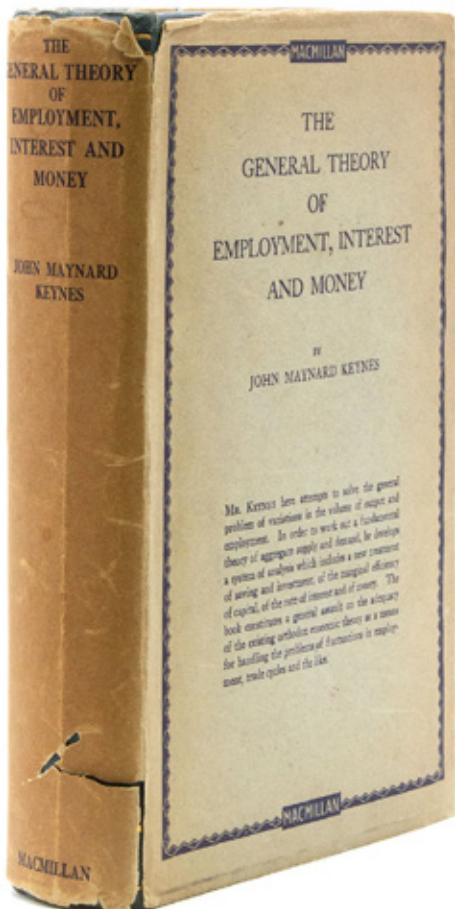 THE
GENERAL THEORY
OF
EMPLOYMENT,
INTEREST AND
MONEY
JOHN MAYNARD
KEYNES
MACMILLAN
MACMILLAN
THE
GENERAL THEORY
OF
EMPLOYMENT, INTEREST
AND MONEY
BY
JOHN MAYNARD KEYNES
MR. KEYNES here attempts to solve the general
problem of variations in the volume of output and
employment. In order to work out a fundamental
theory of aggregate supply and demand, he develops
a system of analysis which includes a new treatment
of saving and investment, of the marginal efficiency
of capital, of the rate of interest and of money. The
book constitutes a general assault on the adequacy
of the existing orthodox economic theory as a means
for handling the problems of fluctuations in employ-
ment, trade cycles and the like.
MACMILLAN